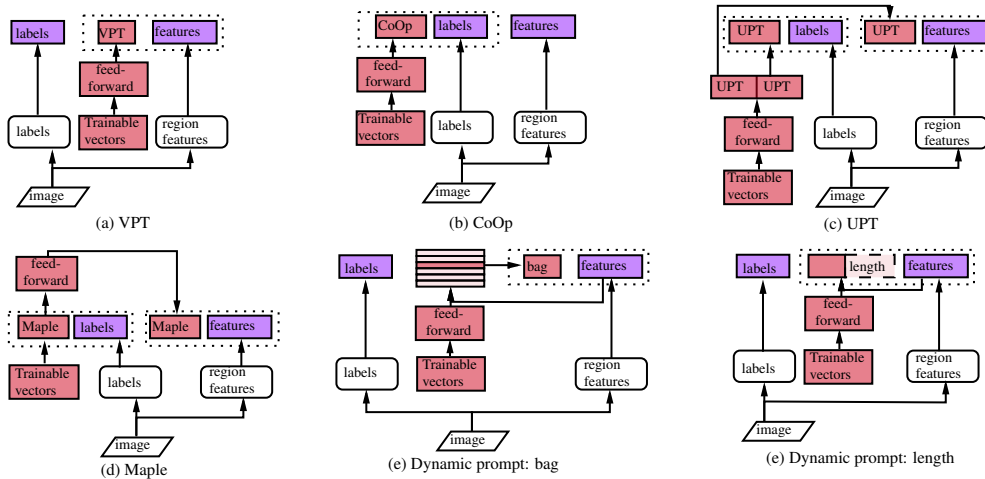 labels
VPT
features
feed-
forward
labels
Trainable
vectors
region
features
image
(a) VPT
CoOp
labels
features
feed-
forward
Trainable
vectors
labels
region
features
image
(b) CoOp
UPT
labels
UPT
features
UPT
UPT
feed-
forward
labels
region
features
Trainable
vectors
image
(c) UPT
feed-
forward
Maple
labels
Maple
features
Trainable
vectors
labels
region
features
image
(d) Maple
labels
bag
features
feed-
forward
labels
Trainable
vectors
region
features
image
(e) Dynamic prompt: bag
labels
length
features
feed-
forward
labels
Trainable
vectors
region
features
image
(e) Dynamic prompt: length